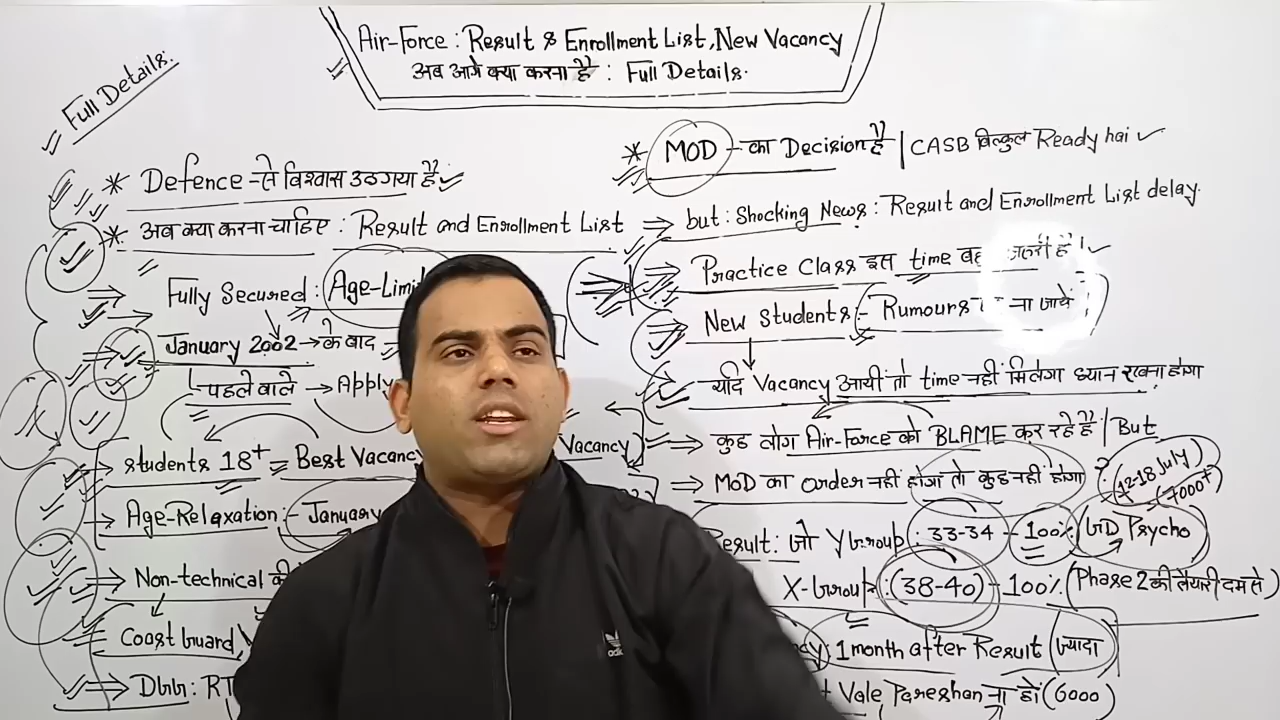 Air-Force : Result & Enrollment List, New Vacancy
अब आगे क्या करना है : Full Details.
Full Details.
* Defence - से विश्वास उठ गया है
* अब क्या करना चाहिए : Result and Enrollment List
Fully Secured : Age-Limi
January 2002 → के बाद
पहले वाले → Apply
→ students 18+ = Best Vacanc
Vacancy
→ Age-Relaxation :- January
→ Non-technical की
Coast Guard,
RT
* MOD - का Decision है | CASB बिल्कुल Ready hai
⇒ but : Shocking News : Result and Enrollment List delay.
⇒ Practice Class इस time
⇒ New Students :- Rumours ना जाये
⇒ यदि Vacancy आयी तो time नहीं मिलेगा ध्यान रखना होगा
⇒ कुछ लोग Air-Force को BLAME कर रहे है | But
⇒ MOD का order नहीं होगा तो कुछ नहीं होगा ?
(12-18 July)
(7000+)
esult : जो Y Group : 33-34 - 100% (GD Psycho)
X-Group : (38-40) - 100% (Phase 2 की तैयारी दम से)
cy : 1 month after Result (ज्यादा)
Vale Pareshan ना हों (6000)
adi